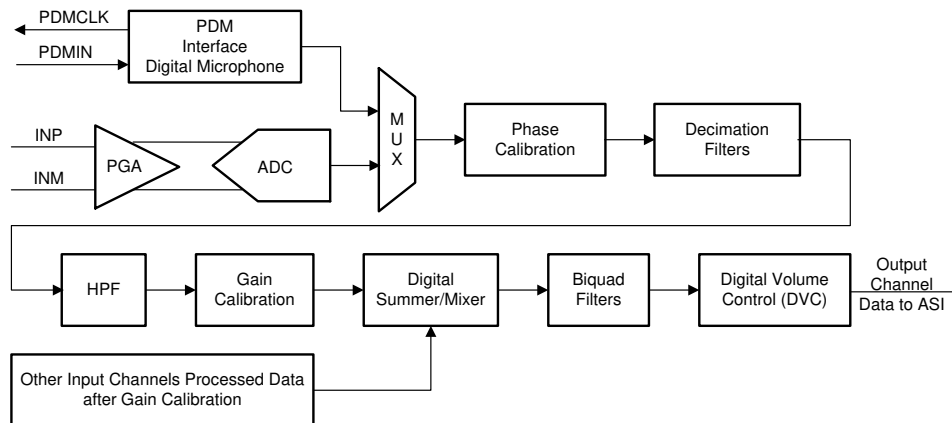 PDMCLK
PDMIN
PDM
Interface
Digital Microphone
INP
INM
PGA
ADC
M
U
X
Phase
Calibration
Decimation
Filters
HPF
Gain
Calibration
Digital
Summer/Mixer
Biquad
Filters
Digital Volume
Control (DVC)
Output
Channel
Data to ASI
Other Input Channels Processed Data
after Gain Calibration